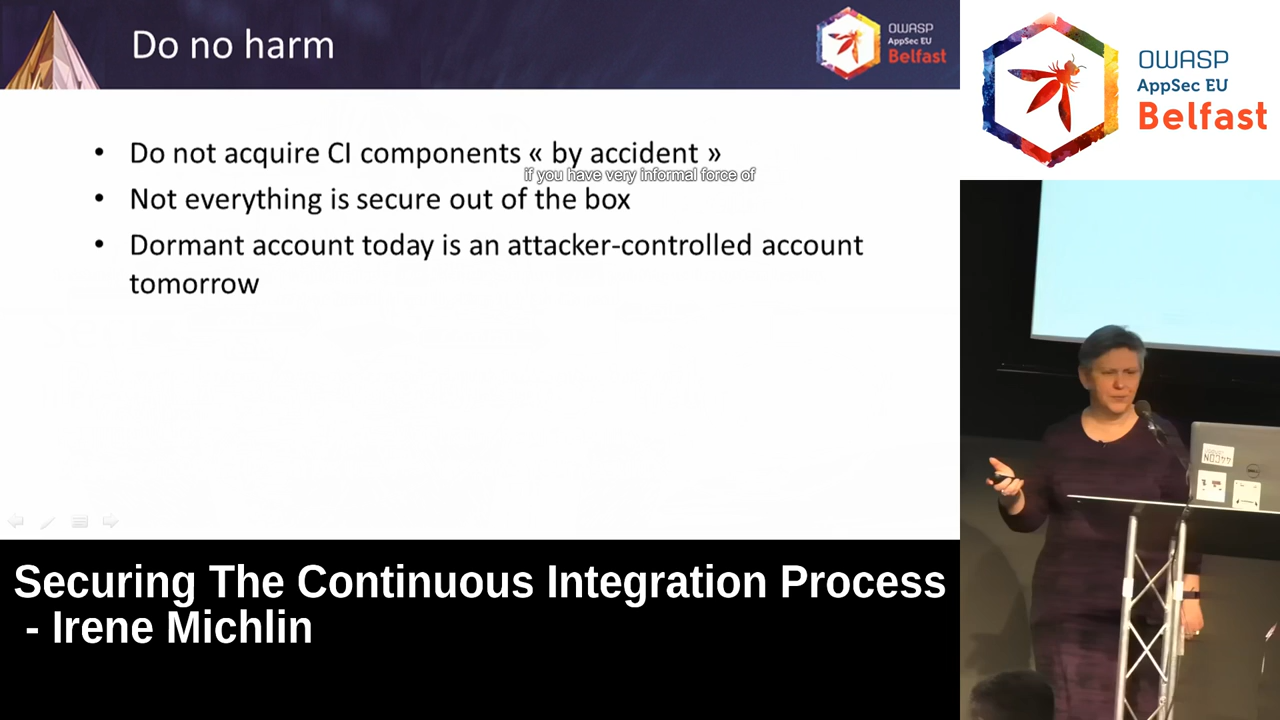 Do no harm
OWASP
AppSec EU
Belfast
• Do not acquire CI components « by accident »
if you have very informal force of
• Not everything is secure out of the box
• Dormant account today is an attacker-controlled account
tomorrow
OWASP
AppSec EU
Belfast
Securing The Continuous Integration Process
- Irene Michlin